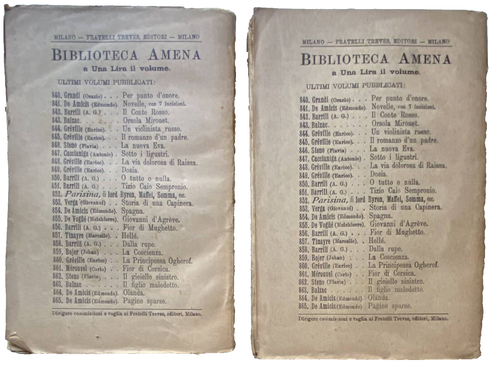 MILANO — FRATELLI TREVES, EDITORI — MILANO
BIBLIOTECA AMENA
a Una Lira il volume.
ULTIMI VOLUMI PUBBLICATI:
840. Grandi (Orazio) . . . Per punto d'onore.
841. De Amicis (Edmondo). Novelle, con 7 incisioni.
842. Barrili (A. G.) . . . Il Conte Rosso.
843. Balzac. . . . Orsola Mirouet.
844. Gréville (Enrico). . . Un violinista russo.
845. Gréville (Enrico). . . Il romanzo d'un padre.
846. Steno (Flavia) . . . La nuova Eva.
847. Cacciamiga (Antonio) . Sotto i ligustri.
848. Gréville (Enrico). . . La via dolorosa di Raissa.
849. Gréville (Enrico). . . Dosia.
850. Barrili (A. G.) . . . O tutto o nulla.
851. Barrili (A. G.) . . . Tizio Caio Sempronio.
852. Parisina, di lord Byron, Maffei, Somma, ec.
853. Verga (Giovanni) . . . Storia di una Capinera.
854. De Amicis (Edmondo). Spagna.
855. De Vogüé (Melchiorre). Giovanni d'Agrève.
856. Barrili (A. G.) . . . Fior di Mughetto.
857. Tinayre (Marcelle). . Hellé.
858. Barrili (A. G.) . . . Dalla rupe.
859. Bojer (Johan) . . . La Coscienza.
860. Gréville (Enrico) . . La Principessa Ogherof.
861. Mérouvel (Carlo) . . Fior di Corsica.
862. Steno (Flavia) . . . Il gioiello sinistro.
863. Balzac . . . Il figlio maledetto.
864. De Amicis (Edmondo). Olanda.
865. De Amicis (Edmondo). Pagine sparse.
Dirigere commissioni e vaglia ai Fratelli Treves, editori, Milano.
MILANO — FRATELLI TREVES, EDITORI — MILANO
BIBLIOTECA AMENA
a Una Lira il volume.
ULTIMI VOLUMI PUBBLICATI:
840. Grandi (Orazio) . . . Per punto d'onore.
841. De Amicis (Edmondo). Novelle, con 7 incisioni.
842. Barrili (A. G.) . . . Il Conte Rosso.
843. Balzac. . . . Orsola Mirouet.
844. Gréville (Enrico). . . Un violinista russo.
845. Gréville (Enrico). . . Il romanzo d'un padre.
846. Steno (Flavia) . . . La nuova Eva.
847. Cacciamiga (Antonio) . Sotto i ligustri.
848. Gréville (Enrico). . . La via dolorosa di Raissa.
849. Gréville (Enrico). . . Dosia.
850. Barrili (A. G.) . . . O tutto o nulla.
851. Barrili (A. G.) . . . Tizio Caio Sempronio.
852. Parisina, di lord Byron, Maffei, Somma, ec.
853. Verga (Giovanni) . . . Storia di una Capinera.
854. De Amicis (Edmondo). Spagna.
855. De Vogüé (Melchiorre). Giovanni d'Agrève.
856. Barrili (A. G.) . . . Fior di Mughetto.
857. Tinayre (Marcelle). . Hellé.
858. Barrili (A. G.) . . . Dalla rupe.
859. Bojer (Johan) . . . La Coscienza.
860. Gréville (Enrico) . . La Principessa Ogherof.
861. Mérouvel (Carlo) . . Fior di Corsica.
862. Steno (Flavia) . . . Il gioiello sinistro.
863. Balzac . . . Il figlio maledetto.
864. De Amicis (Edmondo). Olanda.
865. De Amicis (Edmondo). Pagine sparse.
Dirigere commissioni e vaglia ai Fratelli Treves, editori, Milano.